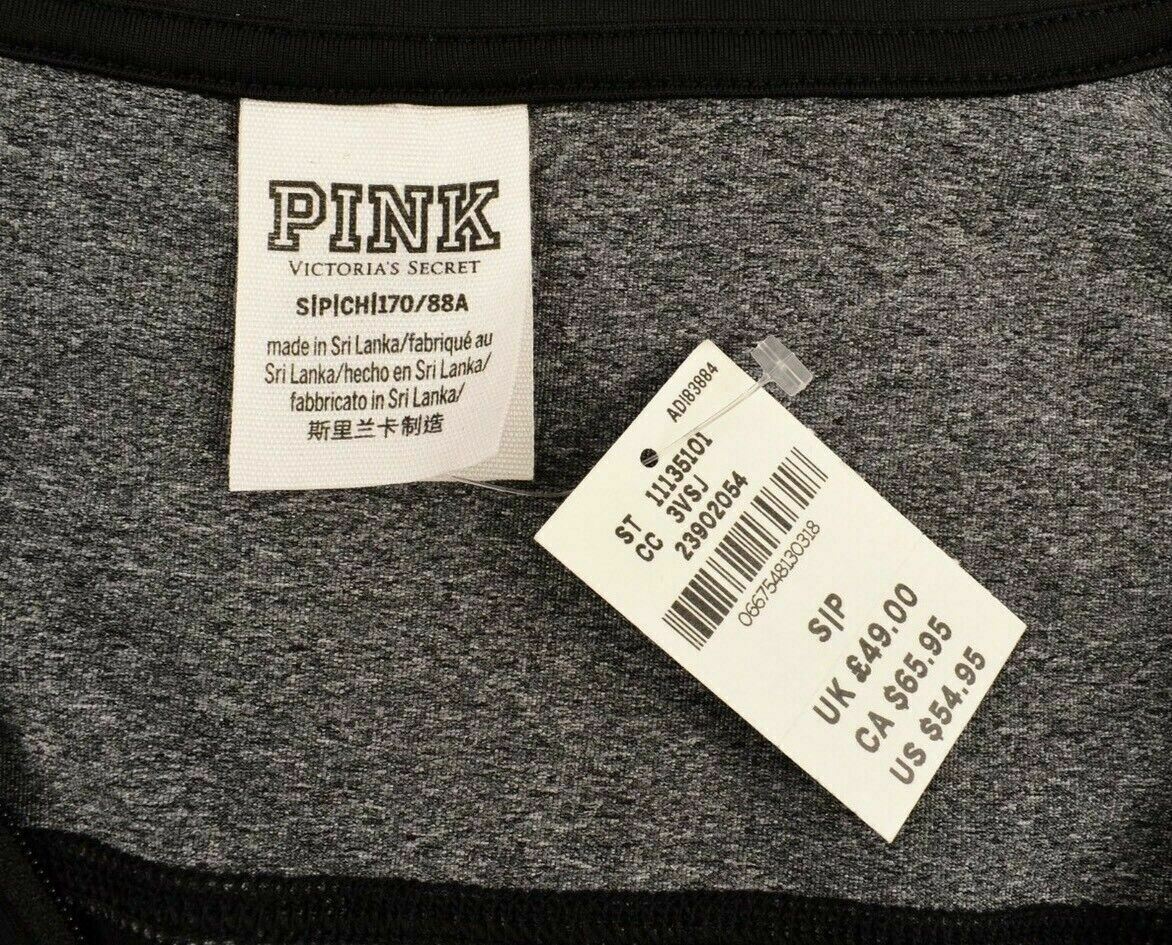 PINK
VICTORIA'S SECRET
S|P|CH|170/88A
made in Sri Lanka/fabriqué au
Sri Lanka/hecho en Sri Lanka/
fabbricato in Sri Lanka/
斯里兰卡制造
ADI83984
ST 11135101
CC 3VSJ
23902054
0667548130318
S|P
UK £49.00
CA $65.95
US $54.95